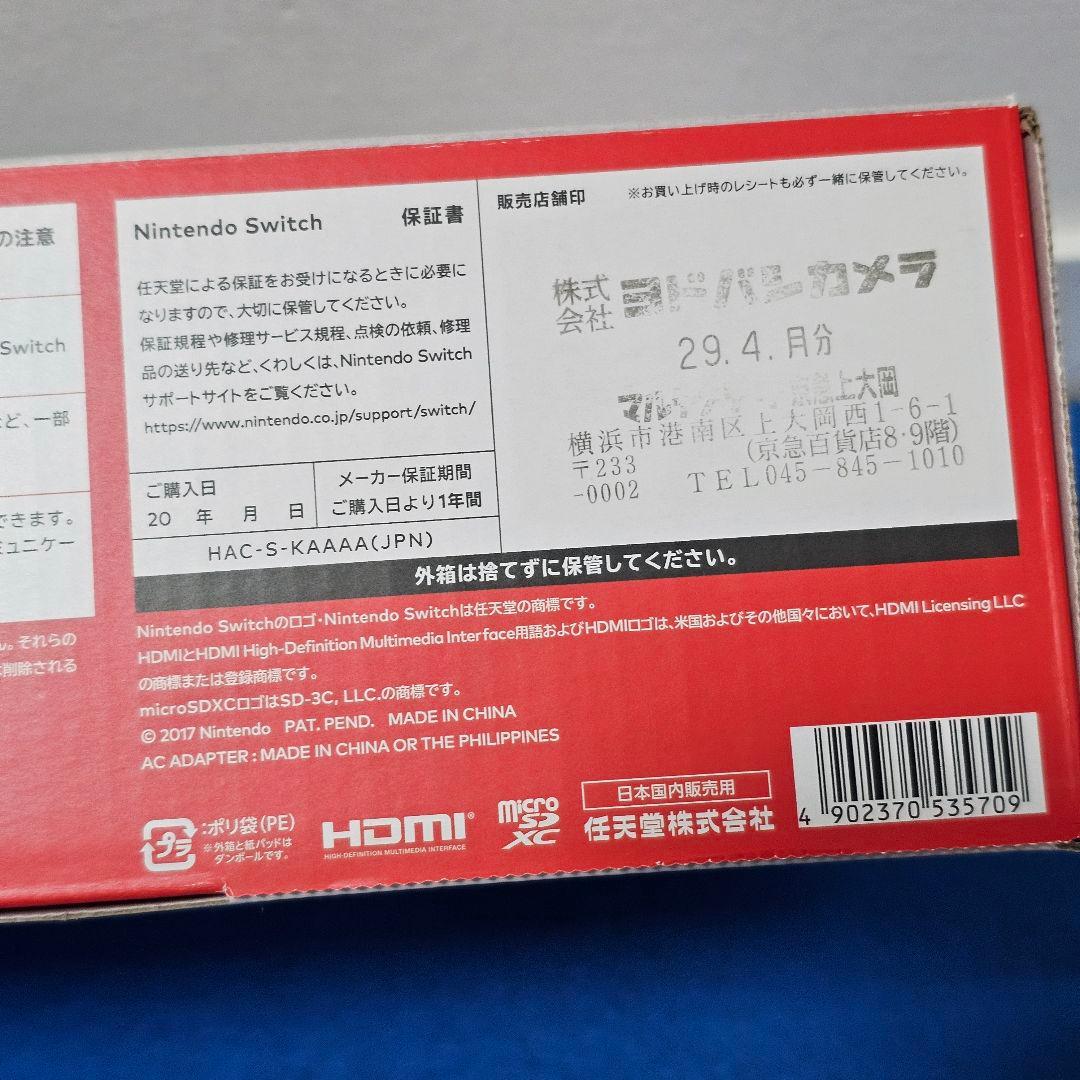 の注意
Switch
ど、一部
できます。
ミュニケー
ん。それらの
削除される
Nintendo Switch 保証書
任天堂による保証をお受けになるときに必要に
なりますので、大切に保管してください。
保証規程や修理サービス規程、点検の依頼、修理
品の送り先など、くわしくは、Nintendo Switch
サポートサイトをご覧ください。
https://www.nintendo.co.jp/support/switch/
ご購入日
20 年 月 日
メーカー保証期間
ご購入日より1年間
HAC-S-KAAAA(JPN)
販売店舗印 ※お買い上げ時のレシートも必ず一緒に保管してください。
株式会社 ヨドバシカメラ
29.4.月分
マルチ 京急上大岡
横浜市港南区上大岡西1-6-1
(京急百貨店8・9階)
〒233-0002 TEL045-845-1010
外箱は捨てずに保管してください。
Nintendo Switchのロゴ・Nintendo Switchは任天堂の商標です。
HDMIとHDMI High-Definition Multimedia Interface用語およびHDMIロゴは、米国およびその他国々において、HDMI Licensing LLC
の商標または登録商標です。
microSDXCロゴはSD-3C, LLC.の商標です。
© 2017 Nintendo PAT. PEND. MADE IN CHINA
AC ADAPTER : MADE IN CHINA OR THE PHILIPPINES
プラ :ポリ袋(PE)
※外箱と紙パッドは
ダンボールです。
HDMI®
HIGH-DEFINITION MULTIMEDIA INTERFACE
micro SD XC
日本国内販売用
任天堂株式会社
4 902370 535709